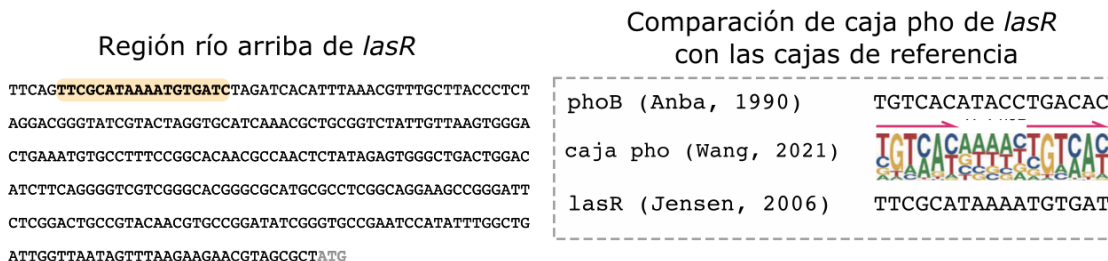 Región río arriba de lasR
TTCAGTTCGCATAAAATGTGATCTAGATCACATTTAAACGTTTGCTTACCCTCT
AGGACGGGTATCGTACTAGGTGCATCAAACGCTGCGGTCTATTGTTAAGTGGGA
CTGAAATGTGCCTTTCCGGCACAACGCCAACTCTATAGAGTGGGCTGACTGGAC
ATCTTCAGGGGTCGTCGGGCACGGGCGCATGCGCCTCGGCAGGAAGCCGGGATT
CTCGGACTGCCGTACAACGTGCCGGATATCGGGTGCCGAATCCATATTTGGCTG
ATTGGTTAATAGTTTAAGAAGAACGTAGCGCTATG
Comparación de caja pho de lasR
con las cajas de referencia
phoB (Anba, 1990) TGTCACATACCTGACAC
caja pho (Wang, 2021) TGTCACAAAACTGTCAC
lasR (Jensen, 2006) TTCGCATAAAATGTGAT